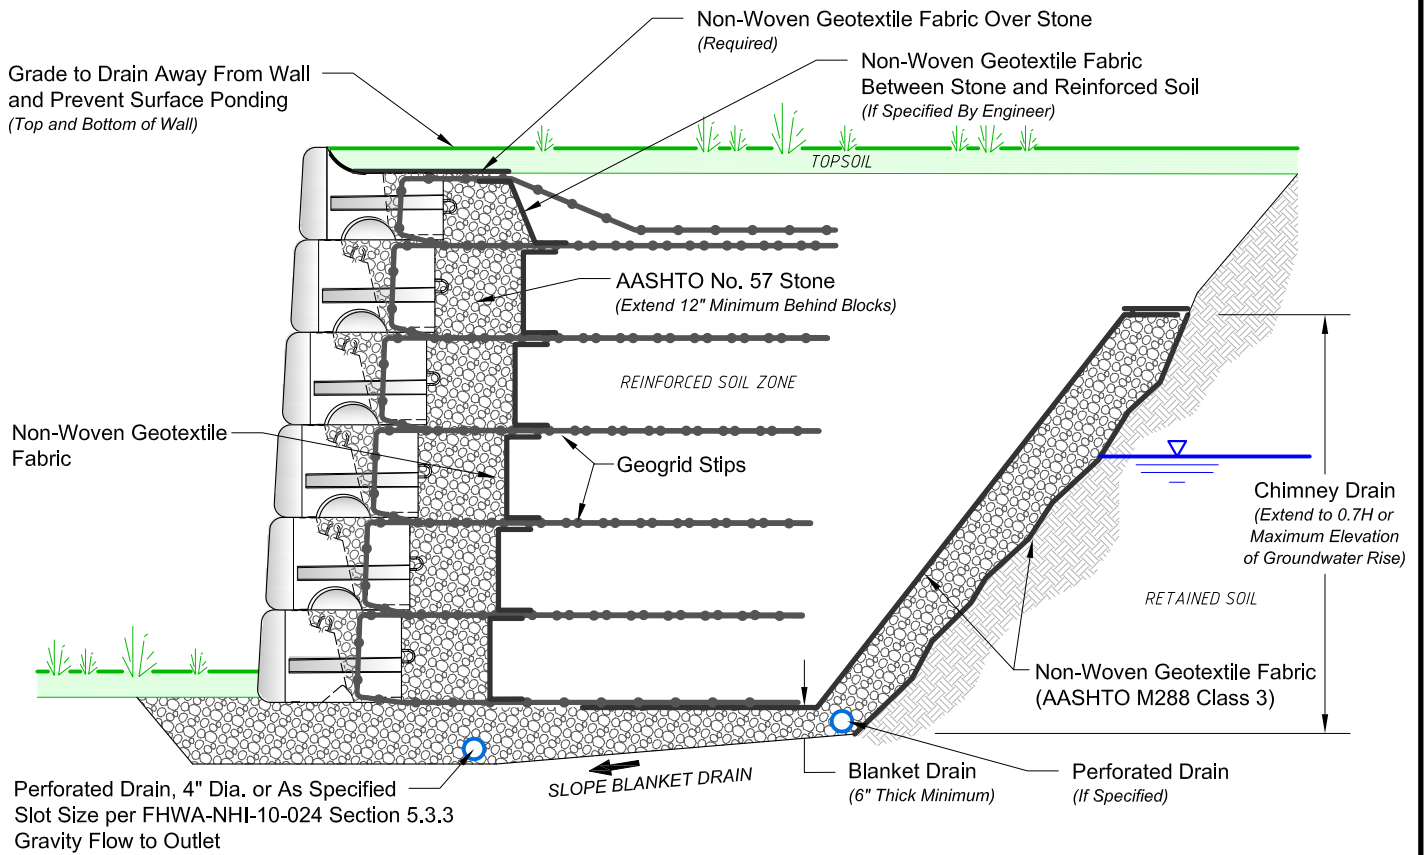 Non-Woven Geotextile Fabric Over Stone
(Required)
Grade to Drain Away From Wall
and Prevent Surface Ponding
(Top and Bottom of Wall)
Non-Woven Geotextile Fabric
Between Stone and Reinforced Soil
(If Specified By Engineer)
TOPSOIL
AASHTO No. 57 Stone
(Extend 12" Minimum Behind Blocks)
REINFORCED SOIL ZONE
Non-Woven Geotextile
Fabric
Geogrid Stips
Chimney Drain
(Extend to 0.7H or
Maximum Elevation
of Groundwater Rise)
RETAINED SOIL
Non-Woven Geotextile Fabric
(AASHTO M288 Class 3)
SLOPE BLANKET DRAIN
Blanket Drain
(6" Thick Minimum)
Perforated Drain
(If Specified)
Perforated Drain, 4" Dia. or As Specified
Slot Size per FHWA-NHI-10-024 Section 5.3.3
Gravity Flow to Outlet